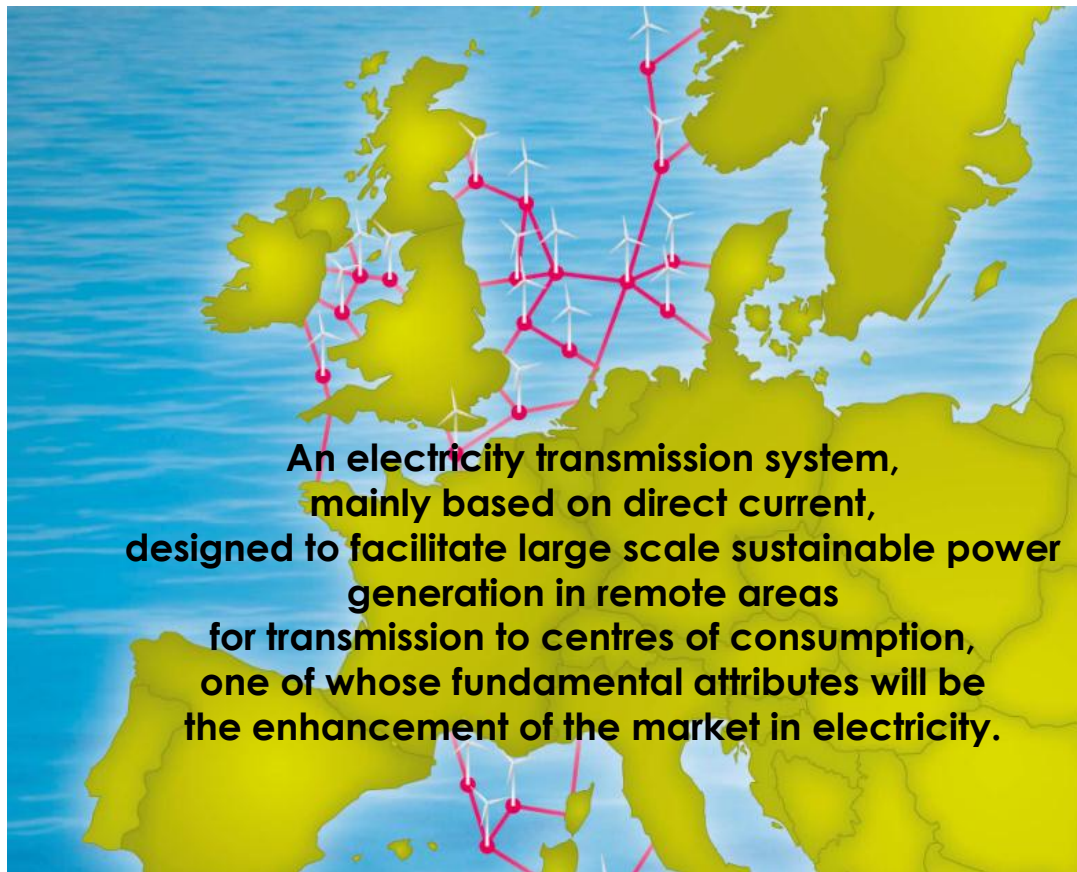 An electricity transmission system,
mainly based on direct current,
designed to facilitate large scale sustainable power
generation in remote areas
for transmission to centres of consumption,
one of whose fundamental attributes will be
the enhancement of the market in electricity.